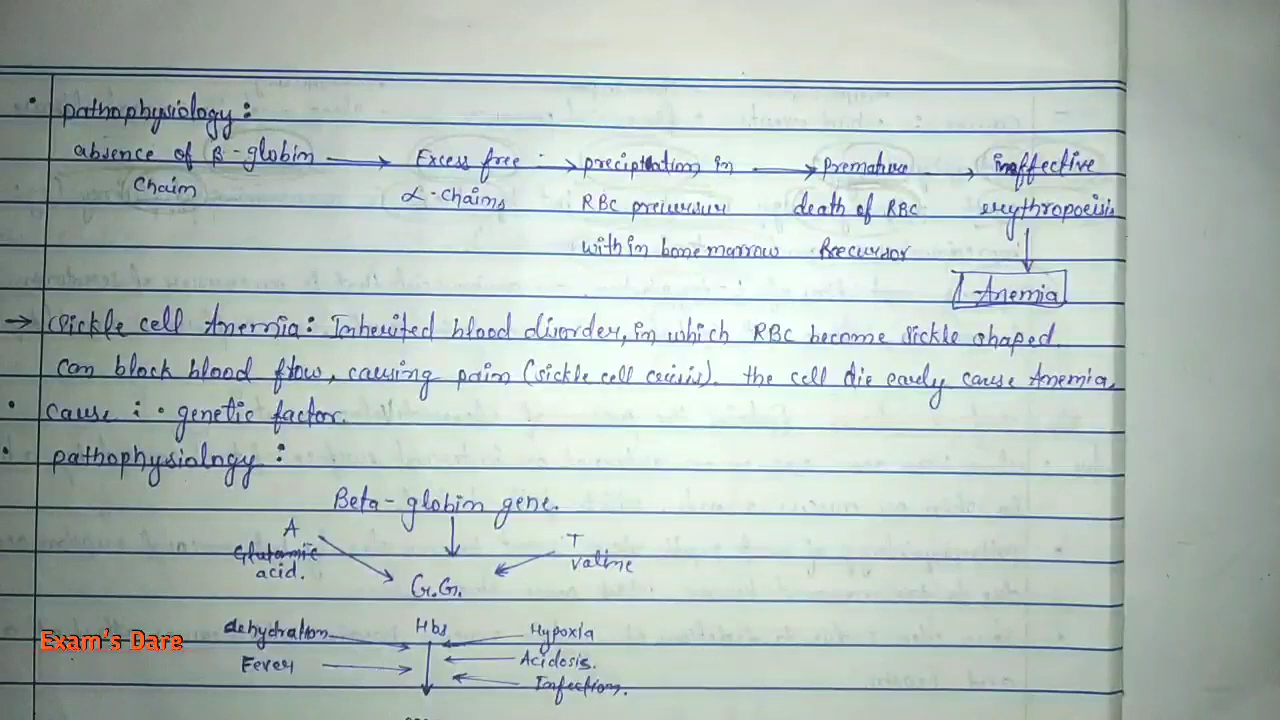 • pathophysiology :
absence of β-globin → Excess free → precipitation in → Premature → ineffective
Chain α-chains RBC precursur death of RBC erythropoeisis
within bone marrow Precursor ↓
Anemia
→ Sickle cell Anemia : Inherited blood disorder, in which RBC become sickle shaped
can block blood flow, causing pain (sickle cell crisis). the cell die early cause Anemia.
• cause : • genetic factor.
• pathophysiology :
Beta-globin gene.
A ↓ T
Glutamic valine
acid. G.G.
dehydration Hbs Hypoxia
Fever Acidosis.
Infection.
Exam's Dare